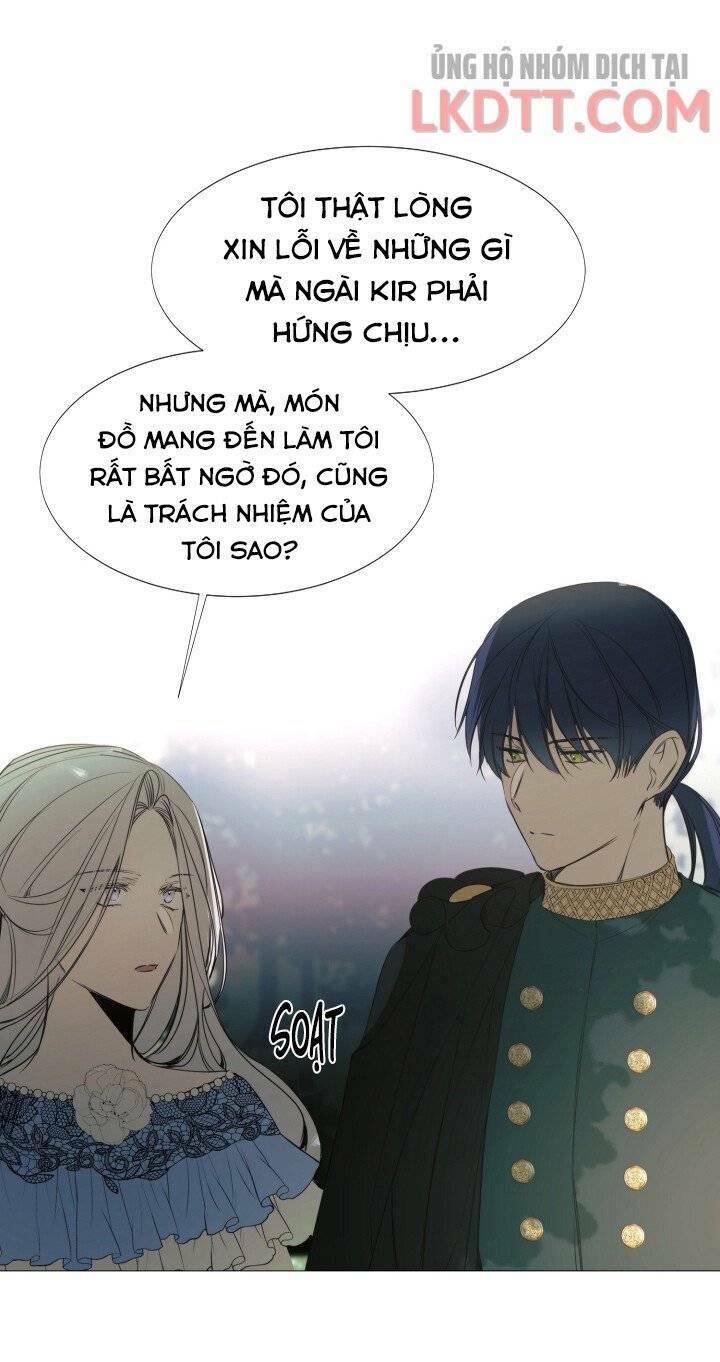 ỦNG HỘ NHÓM DỊCH TẠI
LKDTT.COM
TÔI THẬT LÒNG
XIN LỖI VỀ NHỮNG GÌ
MÀ NGÀI KIR PHẢI
HỨNG CHỊU...
NHƯNG MÀ, MÓN
ĐỒ MANG ĐẾN LÀM TÔI
RẤT BẤT NGỜ ĐÓ, CŨNG
LÀ TRÁCH NHIỆM CỦA
TÔI SAO?
SOẠT